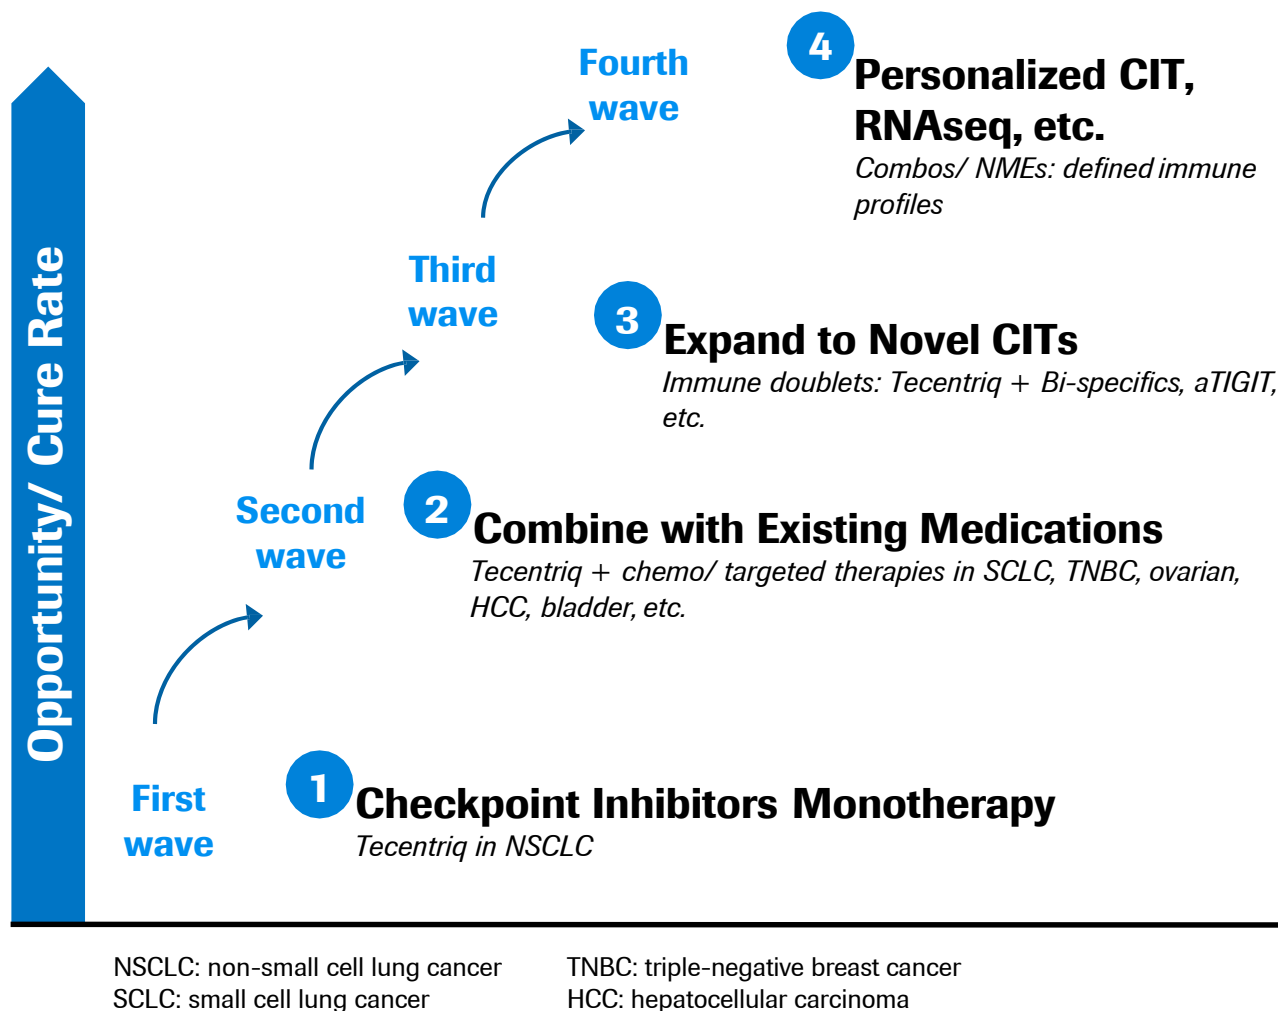 Fourth
wave
4
Personalized CIT,
RNAseq, etc.
Combos/ NMEs: defined immune
profiles
Third
wave
3
Expand to Novel CITs
Immune doublets: Tecentriq + Bi-specifics, aTIGIT,
etc.
Second
wave
2
Combine with Existing Medications
Tecentriq + chemo/ targeted therapies in SCLC, TNBC, ovarian,
HCC, bladder, etc.
First
wave
1
Checkpoint Inhibitors Monotherapy
Tecentriq in NSCLC
Opportunity/ Cure Rate
NSCLC: non-small cell lung cancer
SCLC: small cell lung cancer
TNBC: triple-negative breast cancer
HCC: hepatocellular carcinoma